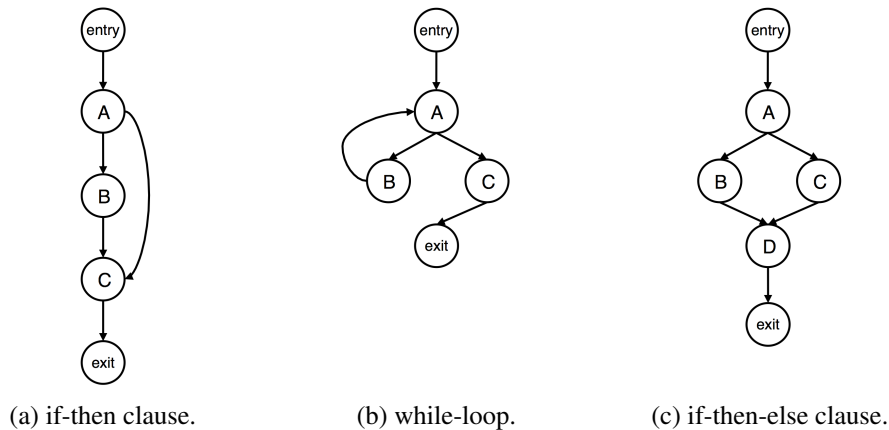 entry
A
B
C
exit
(a) if-then clause.
entry
A
B
C
exit
(b) while-loop.
entry
A
B
C
D
exit
(c) if-then-else clause.